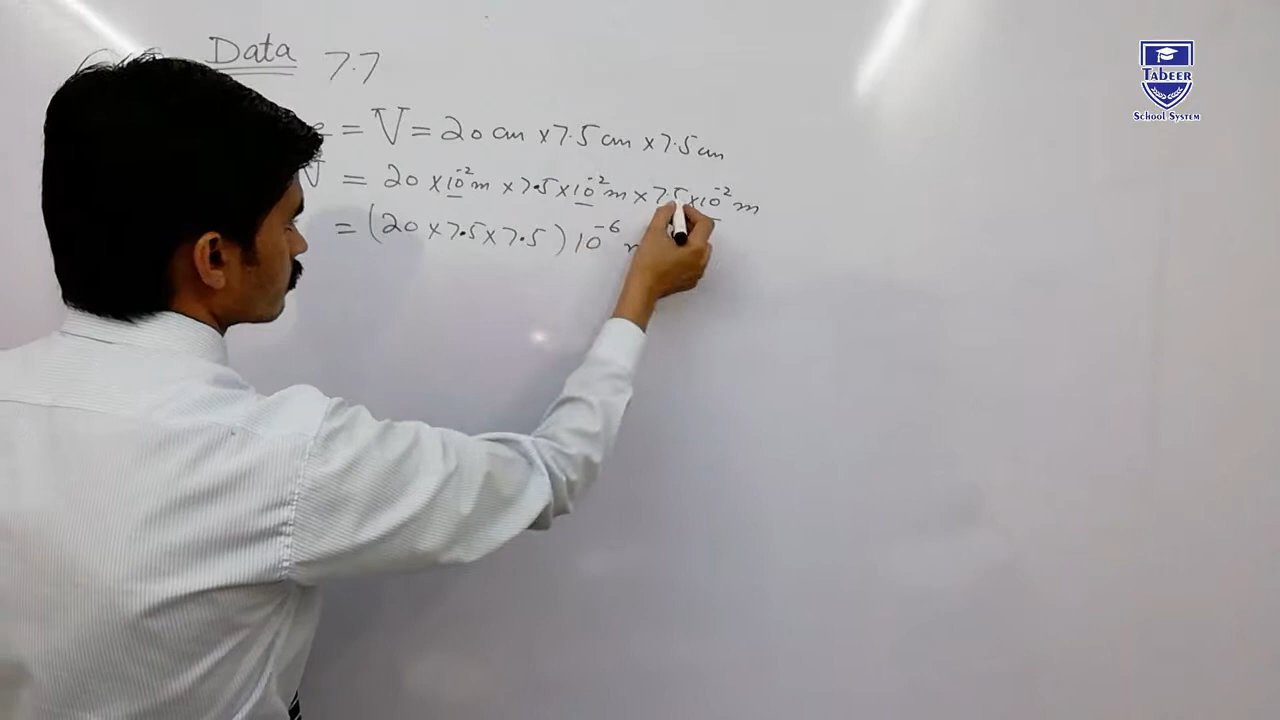 Data 7.7
= V = 20 cm × 7.5 cm × 7.5 cm
V = 20 × 10⁻² m × 7.5 × 10⁻² m × 7.5 × 10⁻² m
= (20 × 7.5 × 7.5) 10⁻⁶
TABEER
SCHOOL SYSTEM